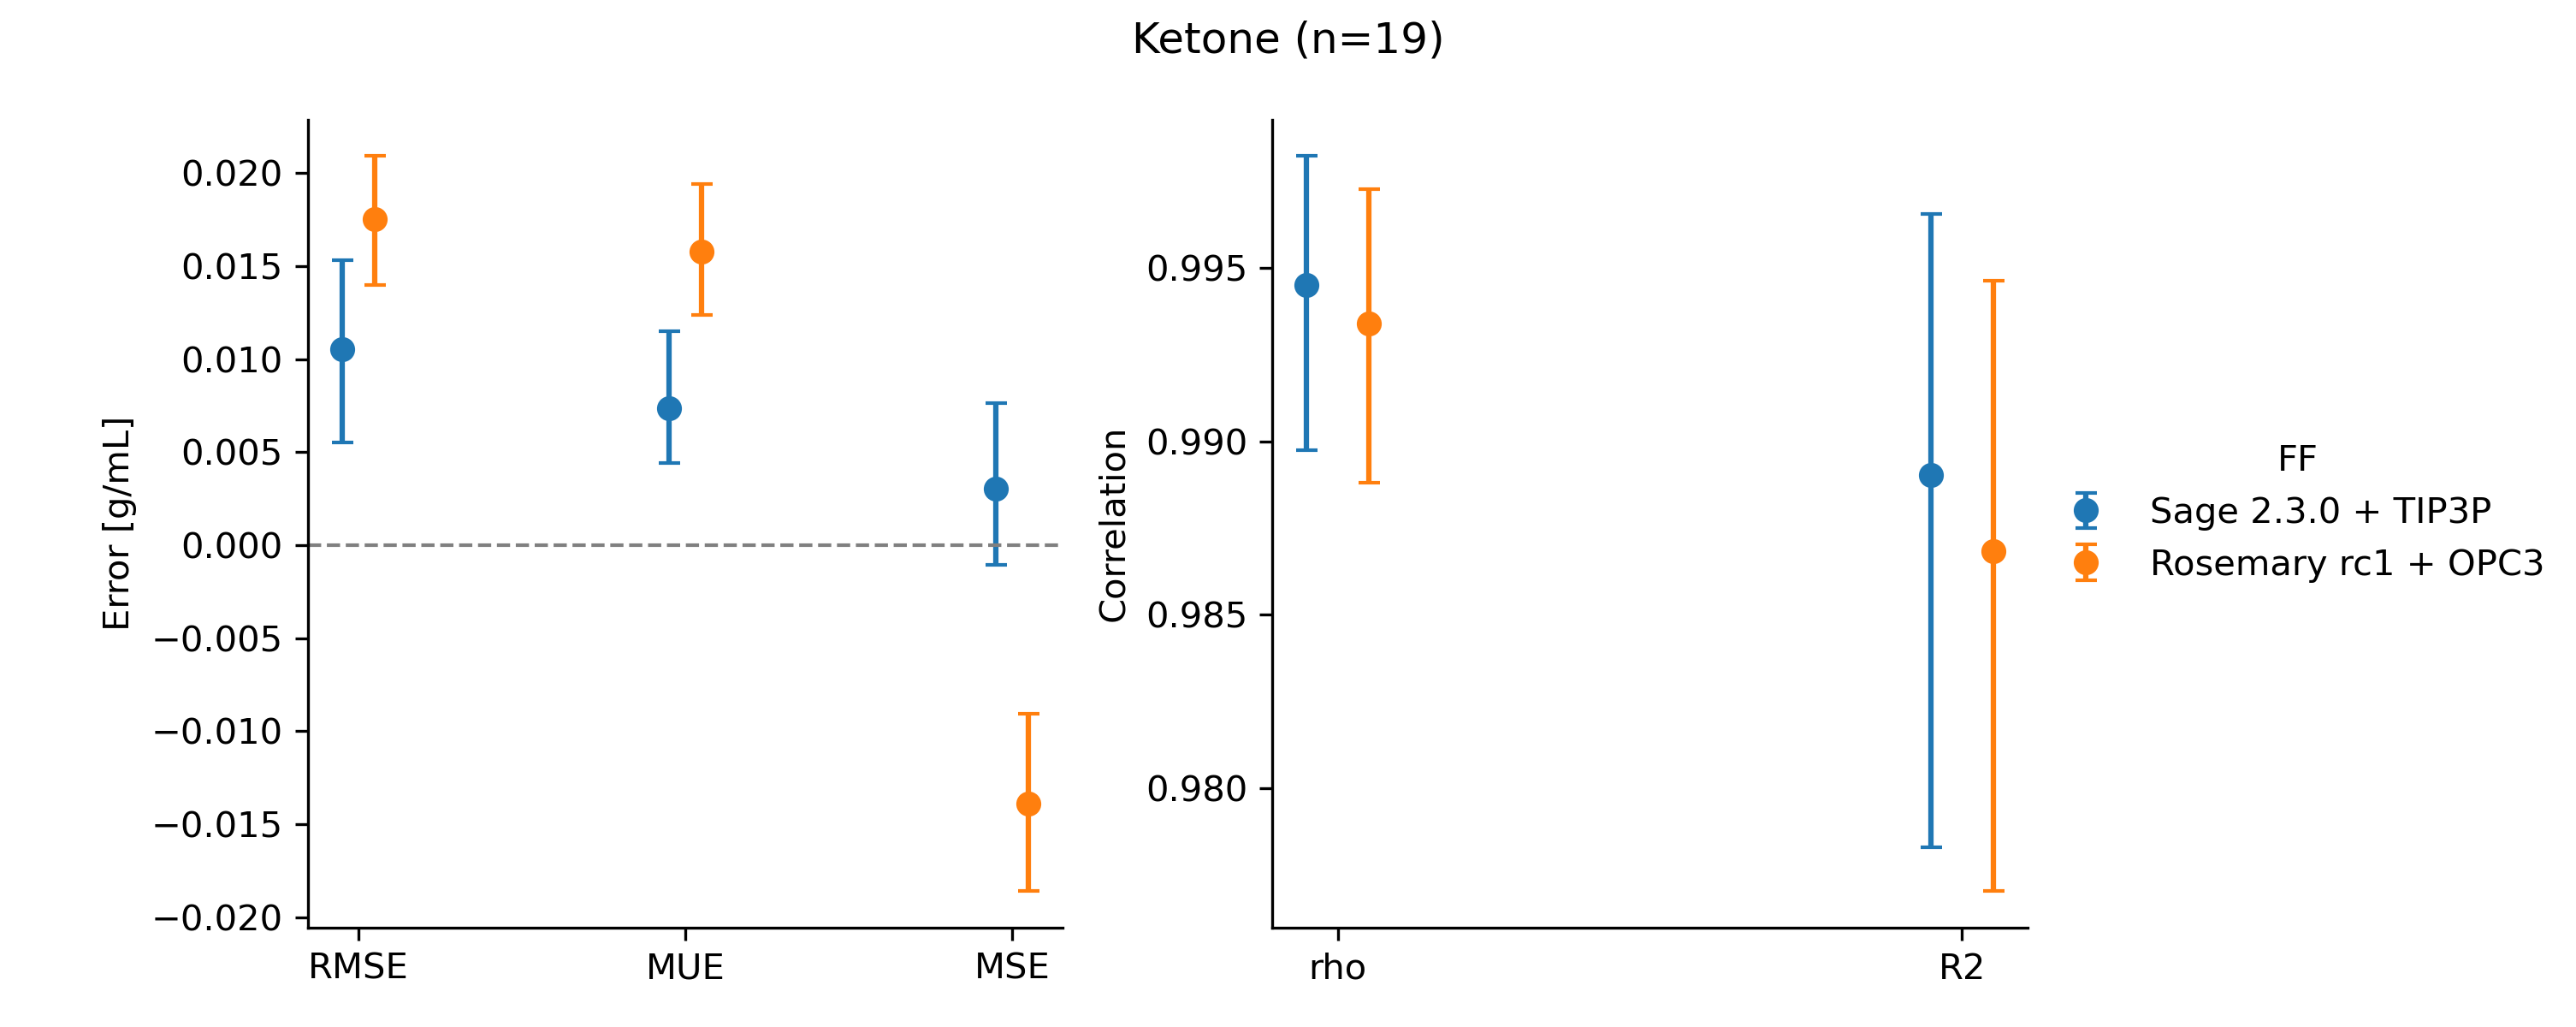 Ketone (n=19)
Error [g/mL]
0.020
0.015
0.010
0.005
0.000
−0.005
−0.010
−0.015
−0.020
RMSE
MUE
MSE
Correlation
0.995
0.990
0.985
0.980
rho
R2
FF
Sage 2.3.0 + TIP3P
Rosemary rc1 + OPC3